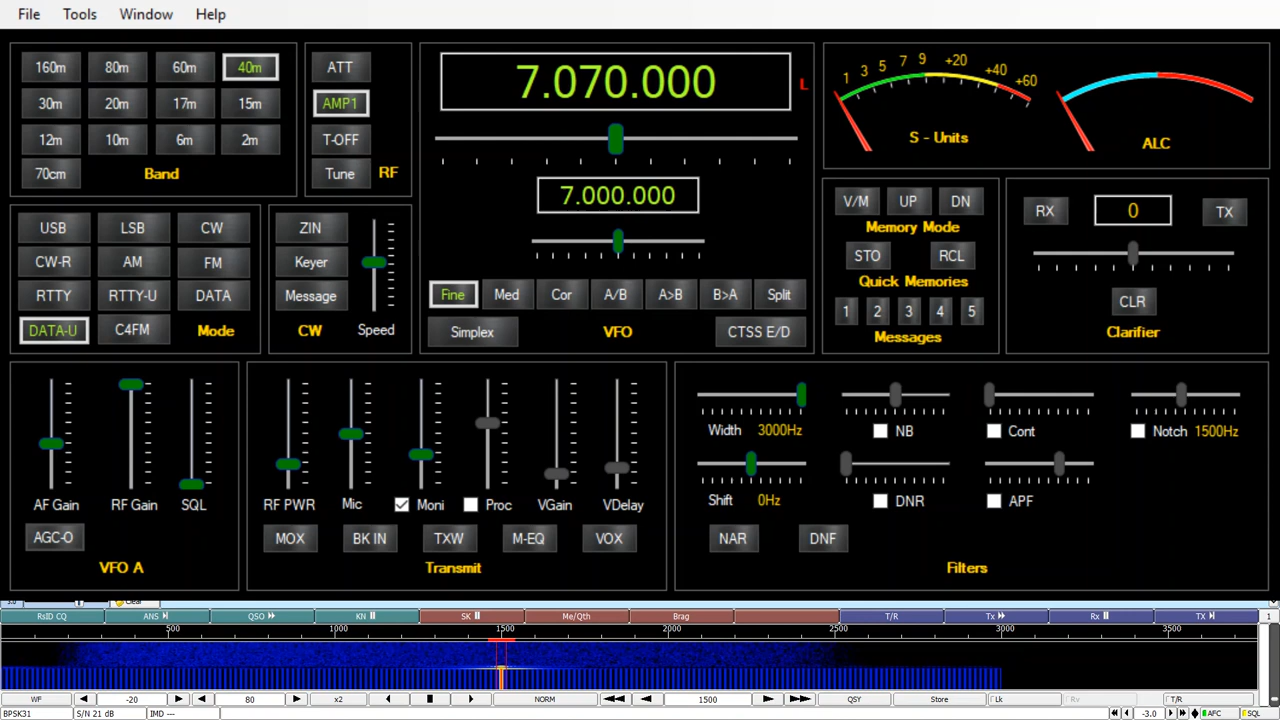 File Tools Window Help
160m 80m 60m 40m
30m 20m 17m 15m
12m 10m 6m 2m
70cm Band
ATT
AMP1
T-OFF
Tune RF
7.070.000 L
7.000.000
Fine Med Cor A/B A>B B>A Split
Simplex VFO CTSS E/D
1 3 5 7 9 +20 +40 +60
S - Units
ALC
USB LSB CW
CW-R AM FM
RTTY RTTY-U DATA
DATA-U C4FM Mode
ZIN
Keyer
Message
CW Speed
V/M UP DN
Memory Mode
STO RCL
Quick Memories
1 2 3 4 5
Messages
RX 0 TX
CLR
Clarifier
AF Gain RF Gain SQL
AGC-O
VFO A
RF PWR Mic Moni Proc VGain VDelay
MOX BK IN TXW M-EQ VOX
Transmit
Width 3000Hz NB Cont Notch 1500Hz
Shift 0Hz DNR APF
NAR DNF
Filters
Clear
RsID CQ ANS QSO KN SK Me/Qth Brag T/R Tx Rx TX 1
500 1000 1500 2000 2500 3000 3500
WF -20 80 x2 NORM 1500 QSY Store Lk Rv T/R
BPSK31 S/N 21 dB IMD --- -3.0 AFC SQL